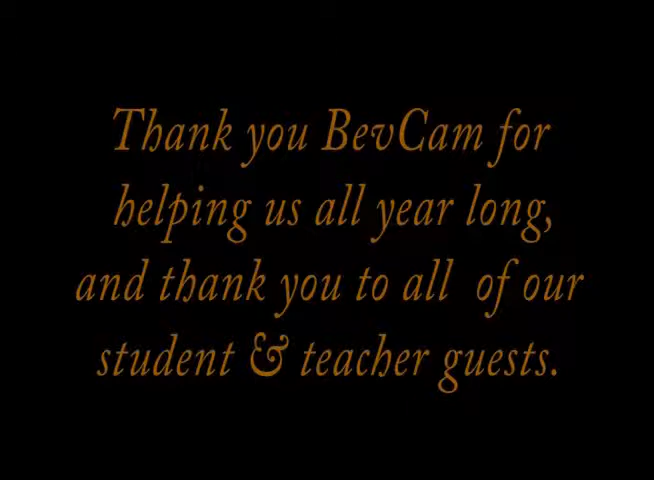 Thank you BevCam for
helping us all year long,
and thank you to all of our
student & teacher guests.